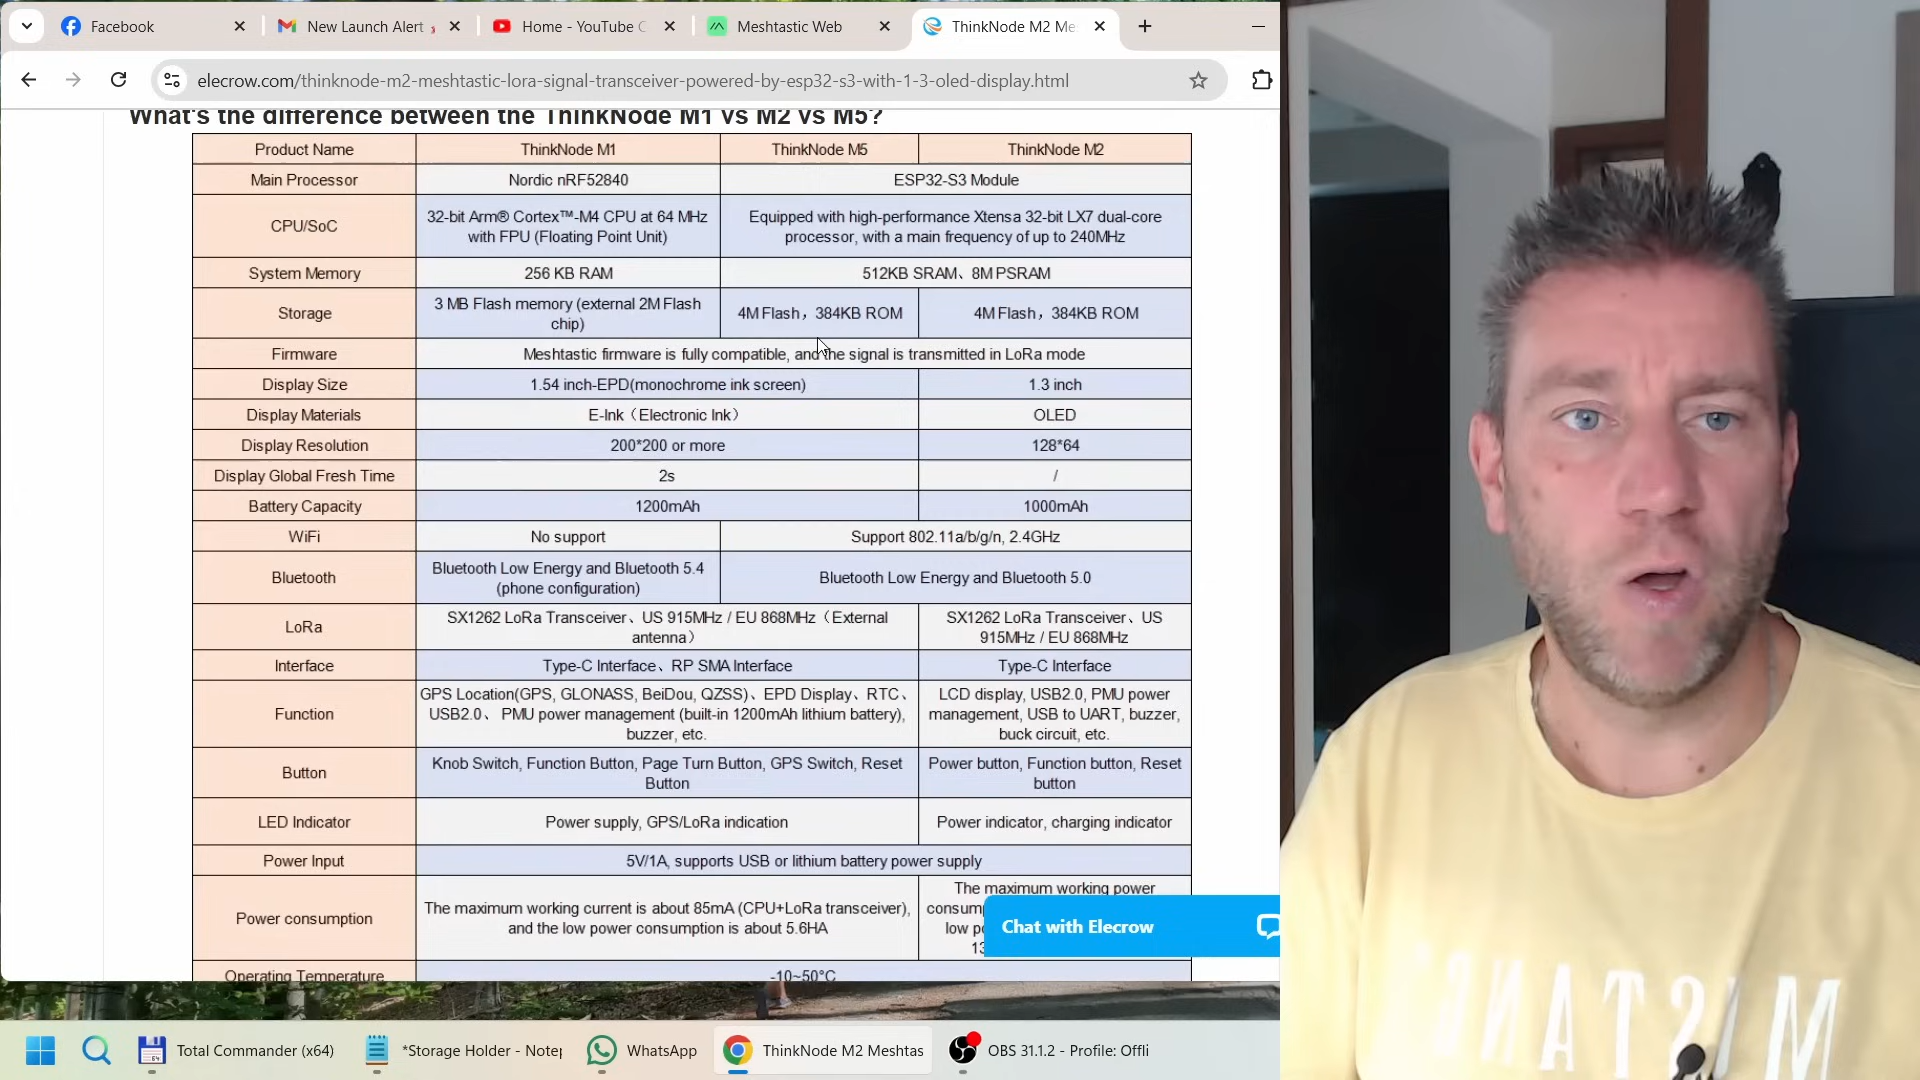 Facebook
New Launch Alert
Home - YouTube
Meshtastic Web
ThinkNode M2 Me
elecrow.com/thinknode-m2-meshtastic-lora-signal-transceiver-powered-by-esp32-s3-with-1-3-oled-display.html
What's the difference between the ThinkNode M1 vs M2 vs M5?
Product Name ThinkNode M1 ThinkNode M5 ThinkNode M2
Main Processor Nordic nRF52840 ESP32-S3 Module
CPU/SoC
32-bit Arm® Cortex™-M4 CPU at 64 MHz
with FPU (Floating Point Unit)
Equipped with high-performance Xtensa 32-bit LX7 dual-core
processor, with a main frequency of up to 240MHz
System Memory 256 KB RAM 512KB SRAM、8M PSRAM
Storage
3 MB Flash memory (external 2M Flash
chip)
4M Flash，384KB ROM
4M Flash，384KB ROM
Firmware Meshtastic firmware is fully compatible, and the signal is transmitted in LoRa mode
Display Size 1.54 inch-EPD(monochrome ink screen) 1.3 inch
Display Materials E-Ink（Electronic Ink） OLED
Display Resolution 200*200 or more 128*64
Display Global Fresh Time 2s /
Battery Capacity 1200mAh 1000mAh
WiFi No support Support 802.11a/b/g/n, 2.4GHz
Bluetooth
Bluetooth Low Energy and Bluetooth 5.4
(phone configuration)
Bluetooth Low Energy and Bluetooth 5.0
LoRa
SX1262 LoRa Transceiver、US 915MHz / EU 868MHz（External
antenna）
SX1262 LoRa Transceiver、US
915MHz / EU 868MHz
Interface Type-C Interface、RP SMA Interface Type-C Interface
Function
GPS Location(GPS, GLONASS, BeiDou, QZSS)、EPD Display、RTC、
USB2.0、 PMU power management (built-in 1200mAh lithium battery),
buzzer, etc.
LCD display, USB2.0, PMU power
management, USB to UART, buzzer,
buck circuit, etc.
Button
Knob Switch, Function Button, Page Turn Button, GPS Switch, Reset
Button
Power button, Function button, Reset
button
LED Indicator Power supply, GPS/LoRa indication Power indicator, charging indicator
Power Input 5V/1A, supports USB or lithium battery power supply
Power consumption
The maximum working current is about 85mA (CPU+LoRa transceiver),
and the low power consumption is about 5.6HA
The maximum working power
Chat with Elecrow
Operating Temperature -10~50°C
Total Commander (x64)
*Storage Holder - Note
WhatsApp
ThinkNode M2 Meshtas
OBS 31.1.2 - Profile: Offli